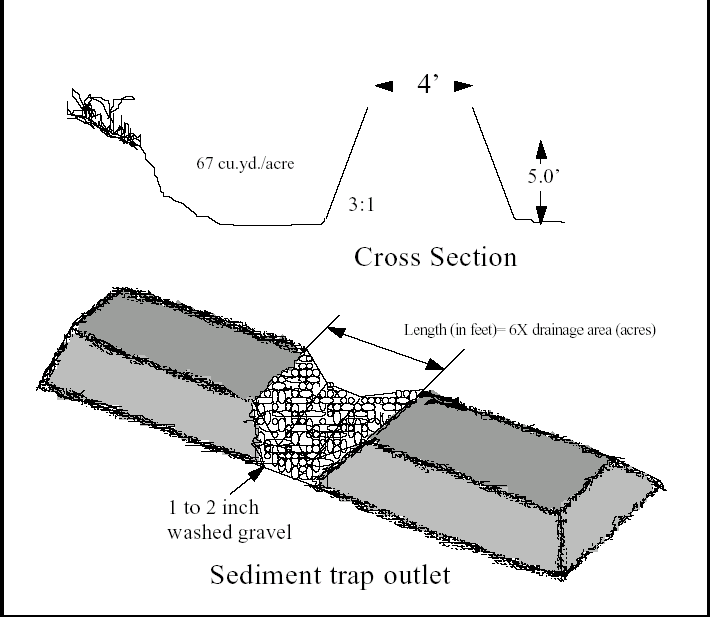 4’
67 cu.yd./acre
5.0’
3:1
Cross Section
Length (in feet)= 6X drainage area (acres)
1 to 2 inch
washed gravel
Sediment trap outlet